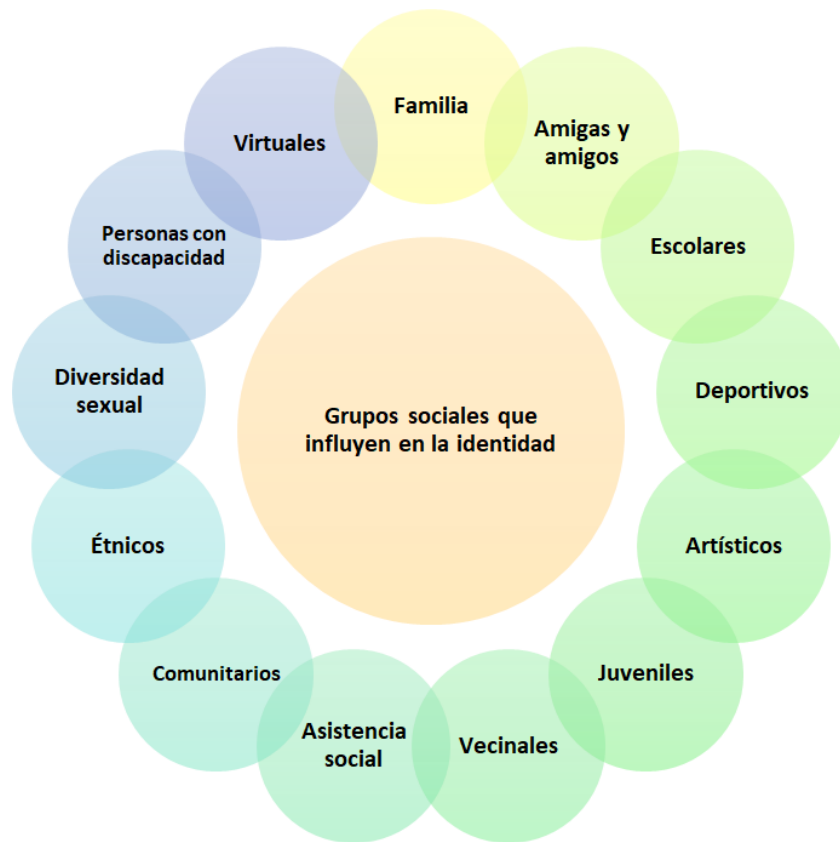 Familia
Amigas y
amigos
Escolares
Deportivos
Artísticos
Juveniles
Vecinales
Asistencia
social
Comunitarios
Étnicos
Diversidad
sexual
Personas con
discapacidad
Virtuales
Grupos sociales que
influyen en la identidad